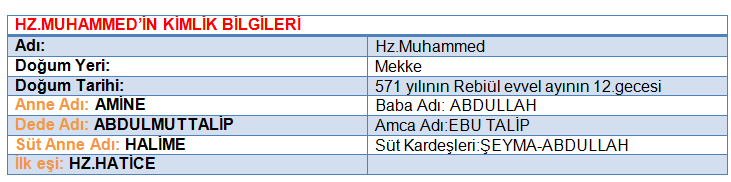 HZ.MUHAMMED’İN KİMLİK BİLGİLERİ
Adı: Hz.Muhammed
Doğum Yeri: Mekke
Doğum Tarihi: 571 yılının Rebiül evvel ayının 12.gecesi
Anne Adı: AMİNE Baba Adı: ABDULLAH
Dede Adı: ABDULMUTTALİP Amca Adı:EBU TALİP
Süt Anne Adı: HALİME Süt Kardeşleri:ŞEYMA-ABDULLAH
İlk eşi: HZ.HATİCE